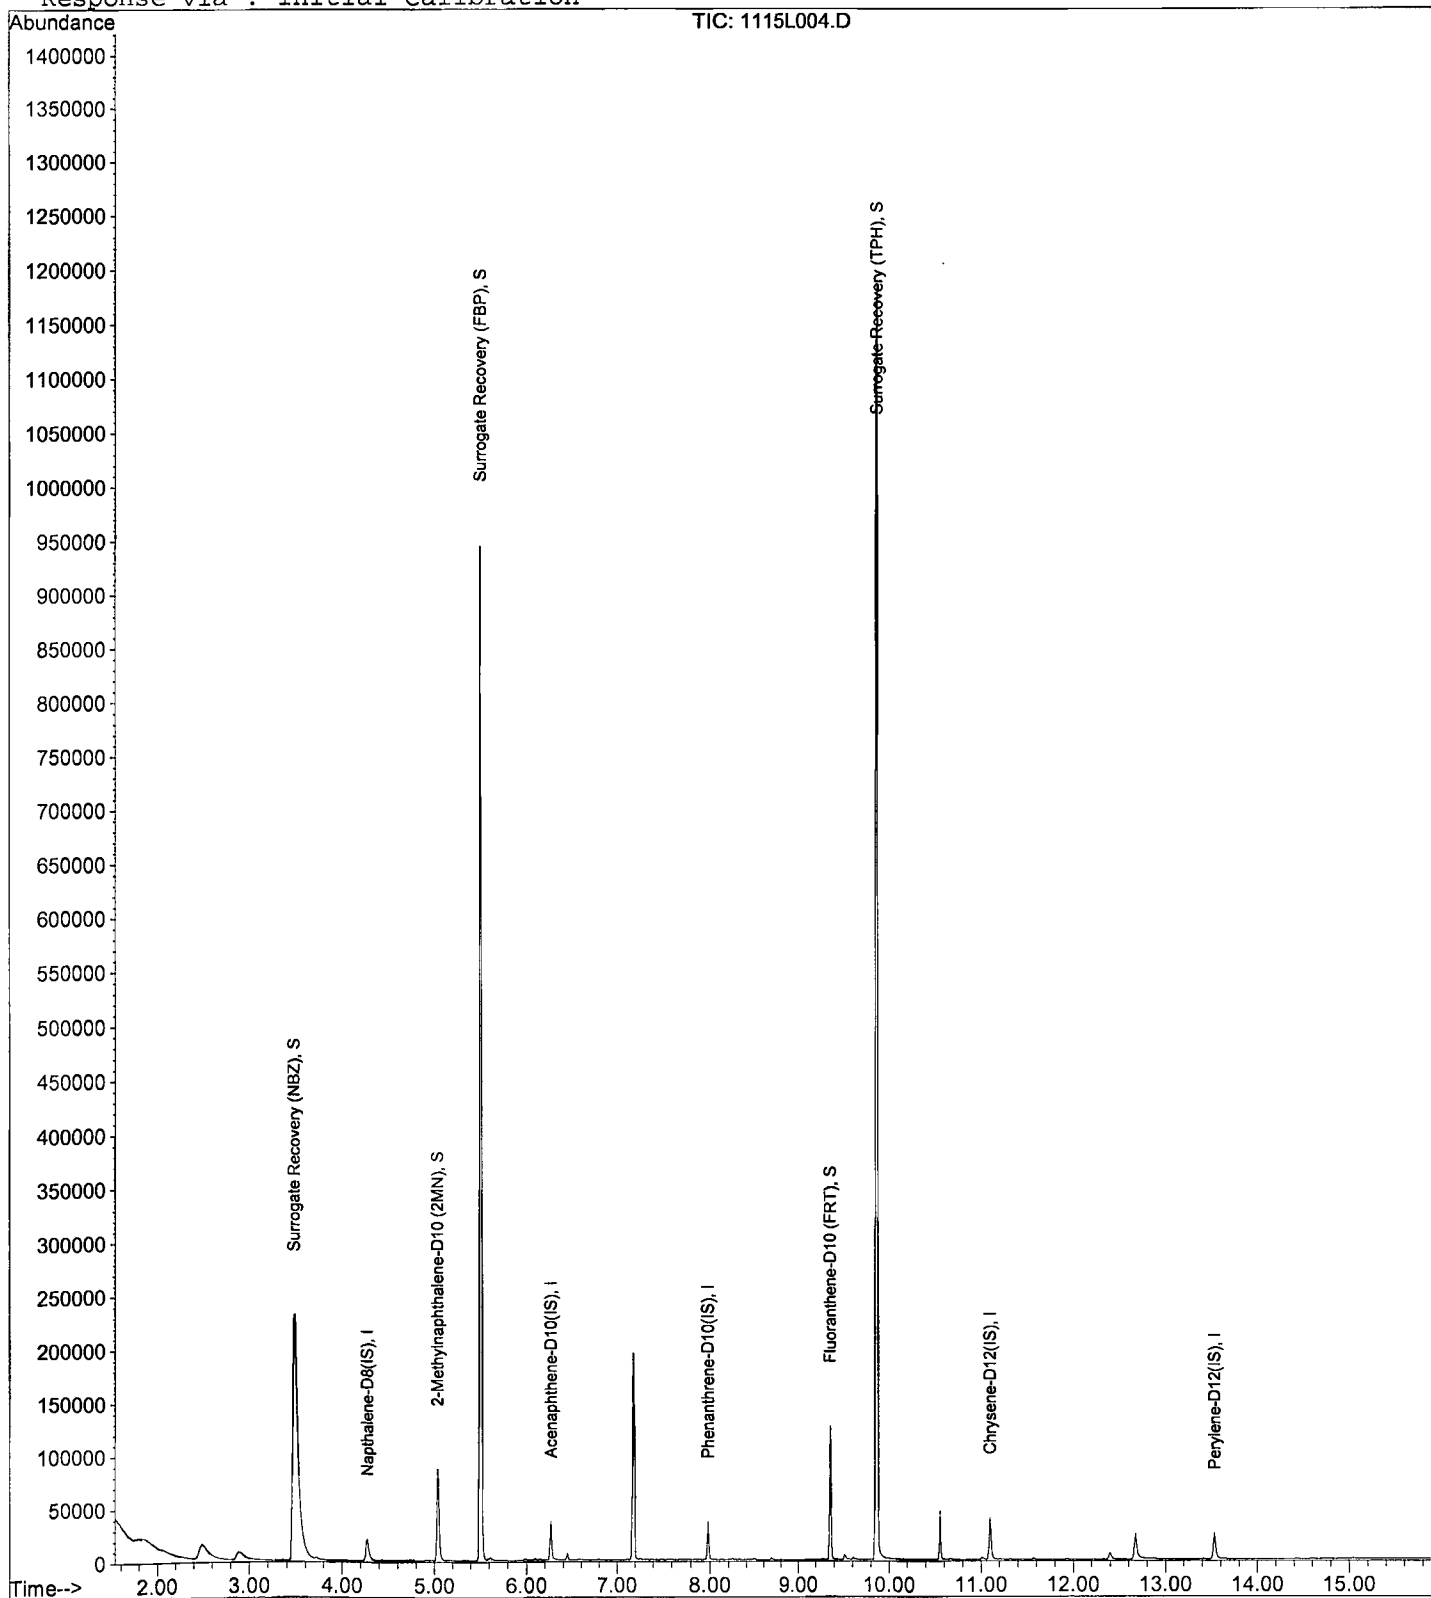 Response via : Initial Calibration
Abundance
TIC: 1115L004.D
1400000
1350000
1300000
1250000
1200000
1150000
1100000
1050000
1000000
950000
900000
850000
800000
750000
700000
650000
600000
550000
500000
450000
400000
350000
300000
250000
200000
150000
100000
50000
0
Surrogate Recovery (NBZ), S
Napthalene-D8(IS), I
2-Methylnaphthalene-D10 (2MN), S
Surrogate Recovery (FBP), S
Acenaphthene-D10(IS), I
Phenanthrene-D10(IS), I
Fluoranthene-D10 (FRT), S
Surrogate Recovery (TPH), S
Chrysene-D12(IS), I
Perylene-D12(IS), I
Time--> 2.00 3.00 4.00 5.00 6.00 7.00 8.00 9.00 10.00 11.00 12.00 13.00 14.00 15.00